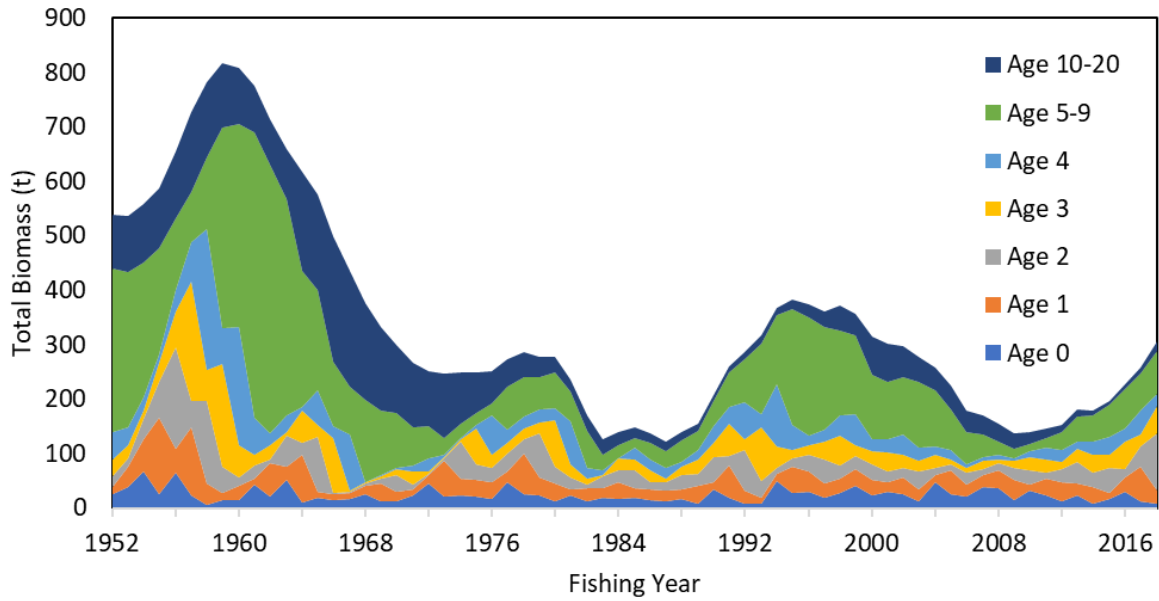 900
800
700
600
500
400
300
200
100
0
Total Biomass (t)
1952 1960 1968 1976 1984 1992 2000 2008 2016
Fishing Year
Age 10-20
Age 5-9
Age 4
Age 3
Age 2
Age 1
Age 0